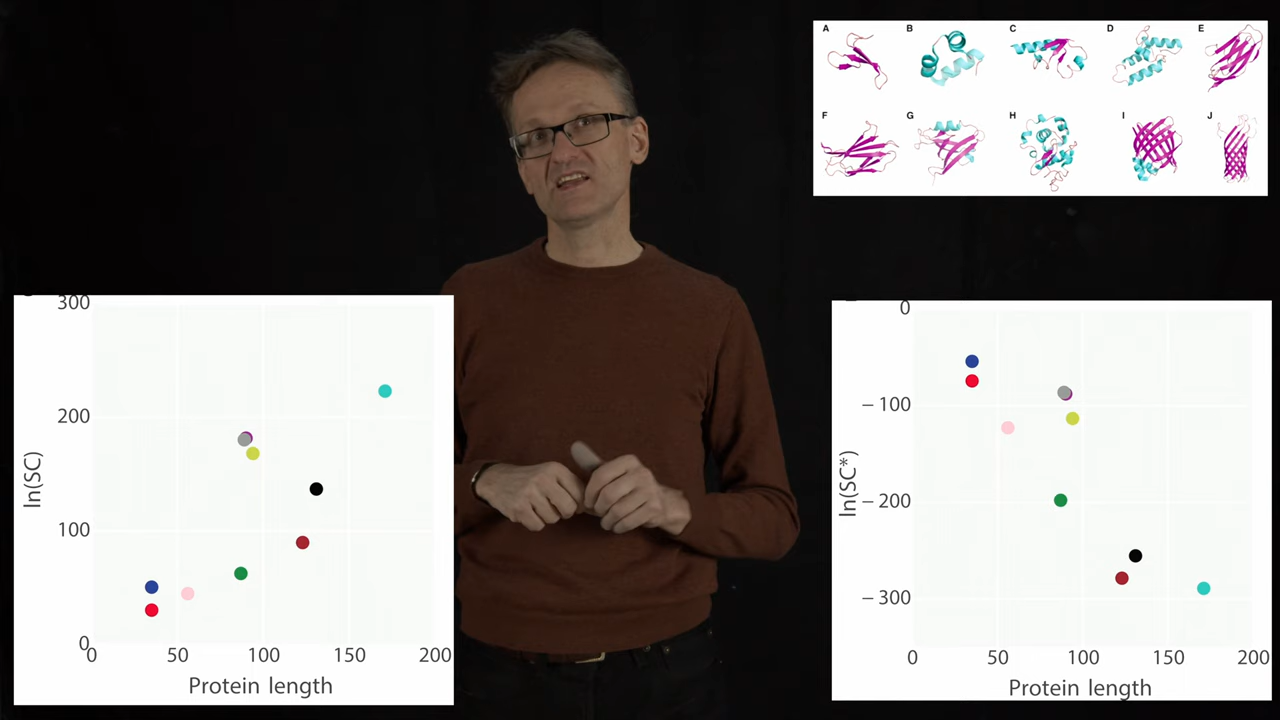 A B C D E
F G H I J
300
200
100
0
ln(SC)
0 50 100 150 200
Protein length
0
– 100
– 200
– 300
ln(SC*)
0 50 100 150 200
Protein length